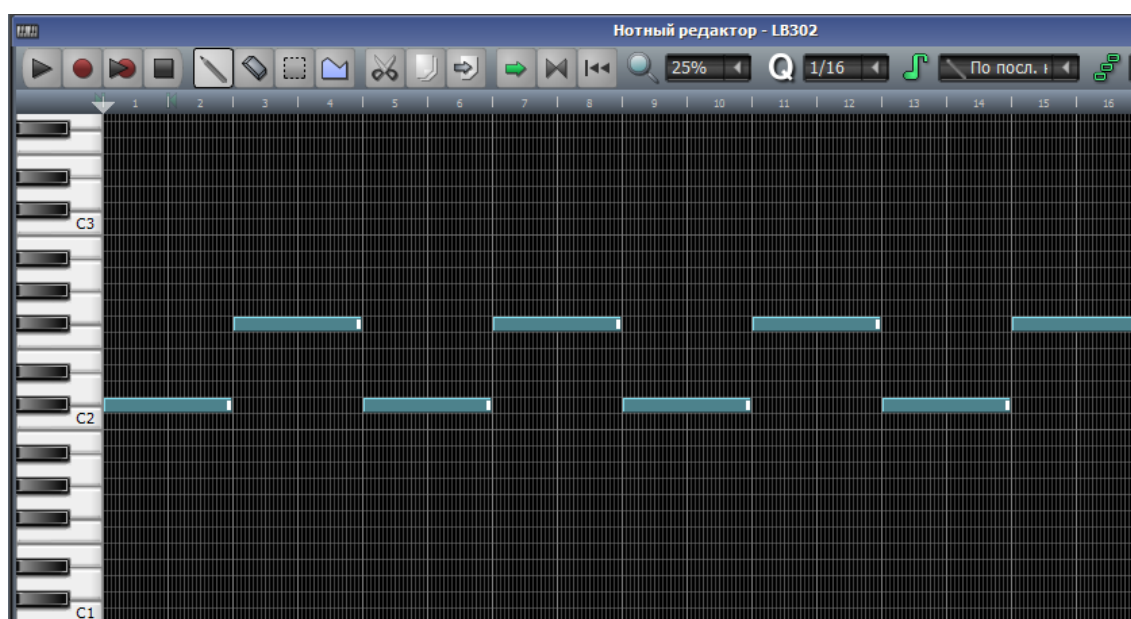 Нотный редактор - LB302
25% Q 1/16 По посл. н
1 2 3 4 5 6 7 8 9 10 11 12 13 14 15 16
C3
C2
C1